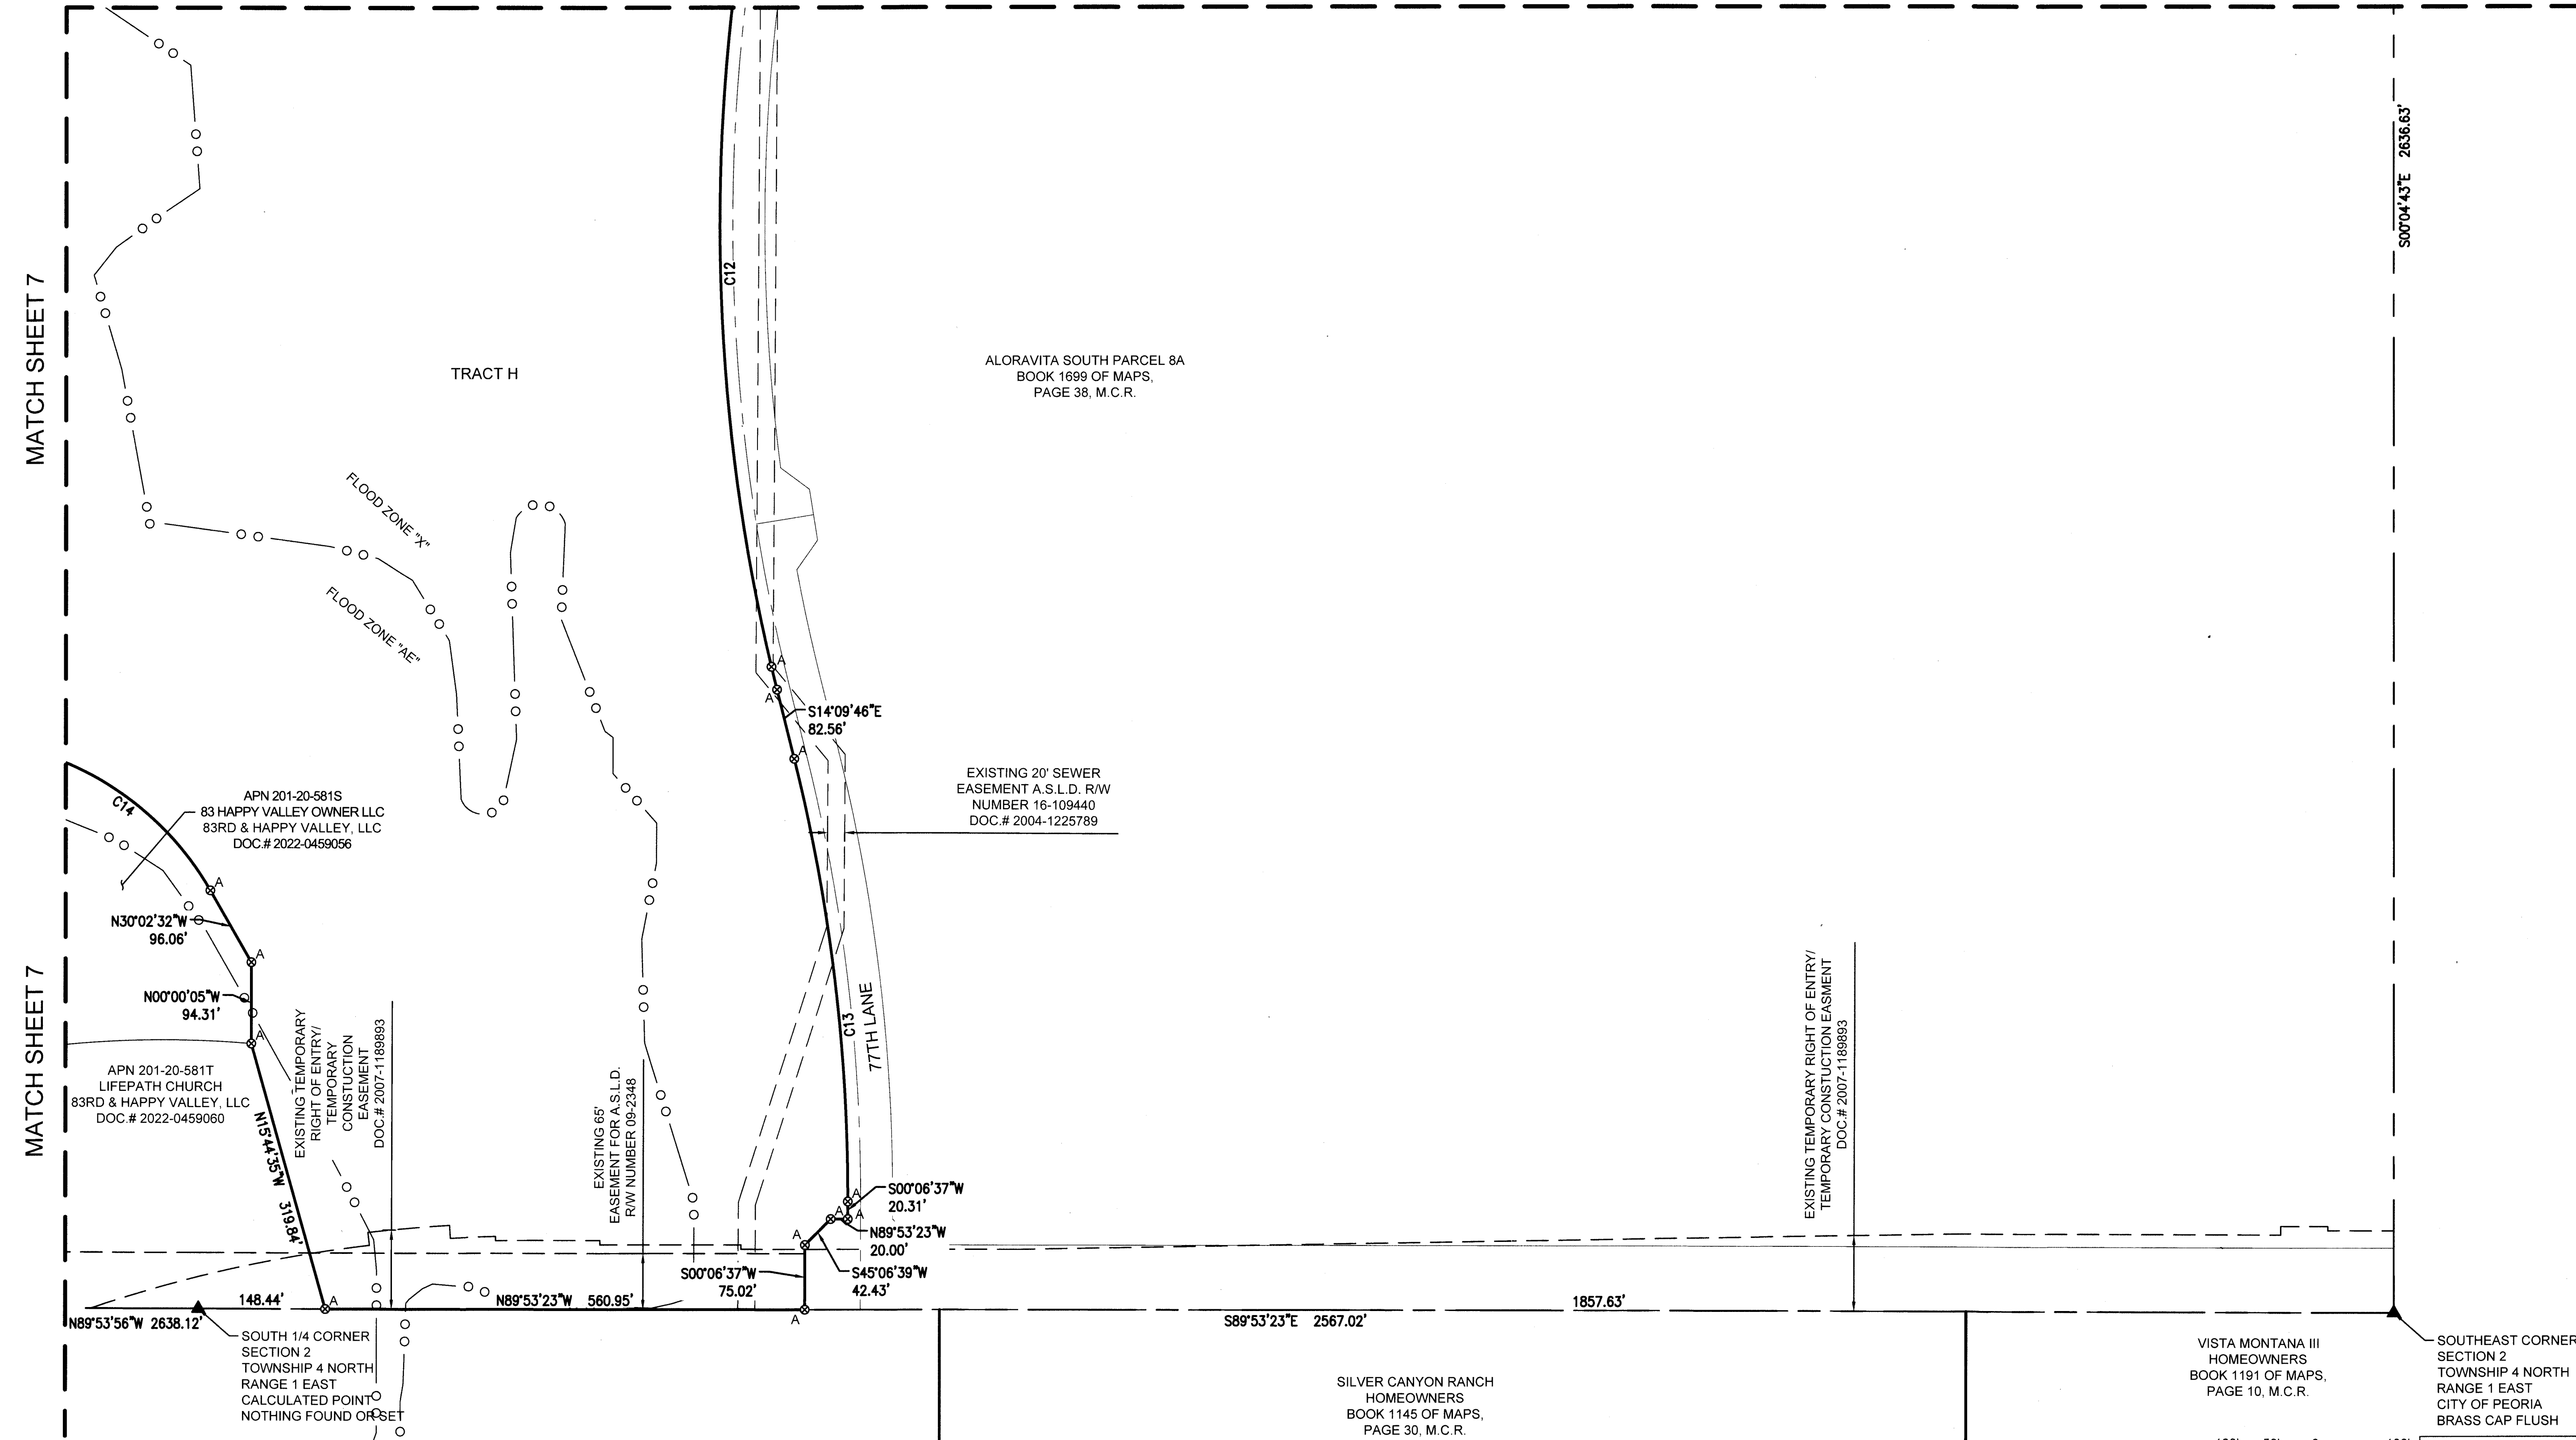 MATCH SHEET 7
MATCH SHEET 7
S00°04'43"E 2636.63'
C12
TRACT H
ALORAVITA SOUTH PARCEL 8A
BOOK 1699 OF MAPS,
PAGE 38, M.C.R.
FLOOD ZONE "X"
FLOOD ZONE "AE"
A
A
S14°09'46"E
82.56'
A
EXISTING 20' SEWER
EASEMENT A.S.L.D. R/W
NUMBER 16-109440
DOC.# 2004-1225789
C14
APN 201-20-581S
83 HAPPY VALLEY OWNER LLC
83RD & HAPPY VALLEY, LLC
DOC.# 2022-0459056
A
N30°02'32"W
96.06'
A
N00°00'05"W
94.31'
A
APN 201-20-581T
LIFEPATH CHURCH
83RD & HAPPY VALLEY, LLC
DOC.# 2022-0459060
N15°44'35"W 319.84'
EXISTING TEMPORARY
RIGHT OF ENTRY/
TEMPORARY
CONSTUCTION
EASEMENT
DOC.# 2007-1189893
EXISTING 65'
EASEMENT FOR A.S.L.D.
R/W NUMBER 09-2348
C13
77TH LANE
EXISTING TEMPORARY RIGHT OF ENTRY/
TEMPORARY CONSTUCTION EASMENT
DOC.# 2007-1189893
A
S00°06'37"W
20.31'
A
A
N89°53'23"W
20.00'
A
S45°06'39"W
42.43'
S00°06'37"W
75.02'
148.44'
A
N89°53'23"W 560.95'
A
1857.63'
N89°53'56"W 2638.12'
S89°53'23"E 2567.02'
SOUTH 1/4 CORNER
SECTION 2
TOWNSHIP 4 NORTH
RANGE 1 EAST
CALCULATED POINT
NOTHING FOUND OR SET
SILVER CANYON RANCH
HOMEOWNERS
BOOK 1145 OF MAPS,
PAGE 30, M.C.R.
VISTA MONTANA III
HOMEOWNERS
BOOK 1191 OF MAPS,
PAGE 10, M.C.R.
SOUTHEAST CORNER
SECTION 2
TOWNSHIP 4 NORTH
RANGE 1 EAST
CITY OF PEORIA
BRASS CAP FLUSH